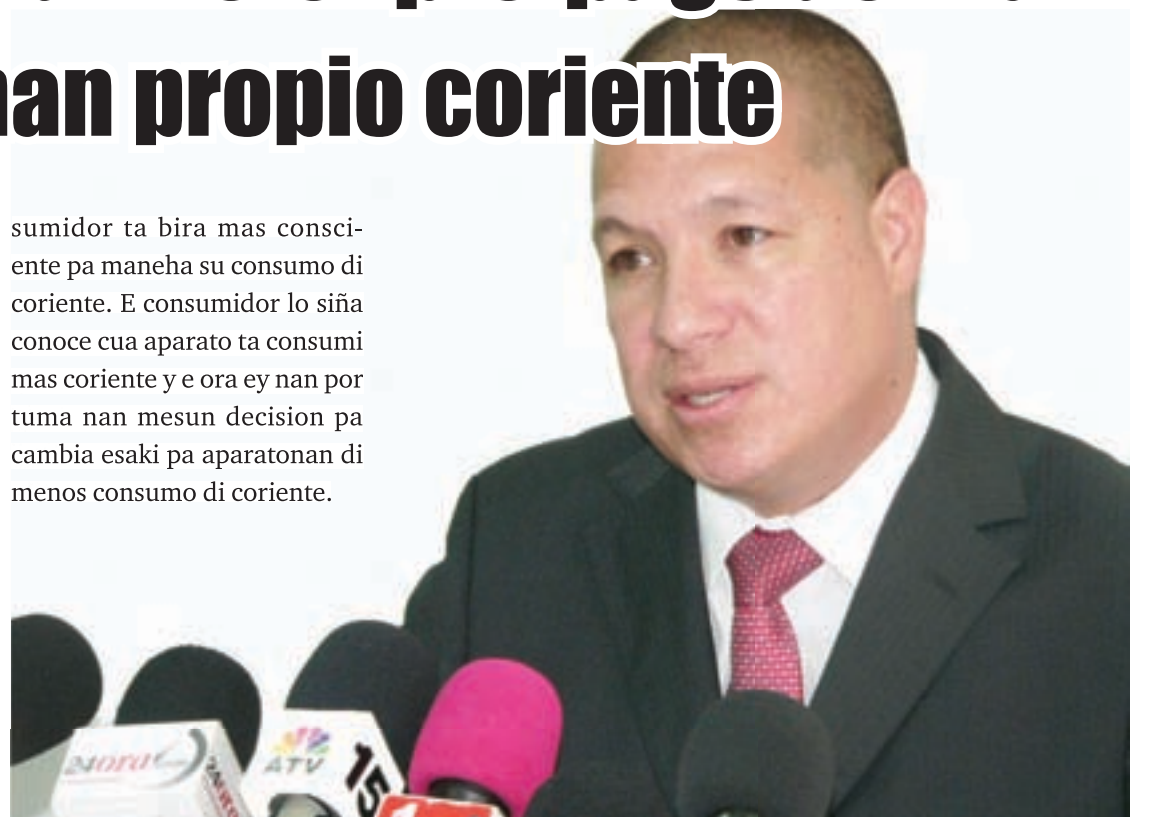 nan propio coriente
sumidor ta bira mas consci-
ente pa maneha su consumo di
coriente. E consumidor lo siña
conoce cua aparato ta consumi
mas coriente y e ora ey nan por
tuma nan mesun decision pa
cambia esaki pa aparatonan di
menos consumo di coriente.
24ora
24ora
ATV
15